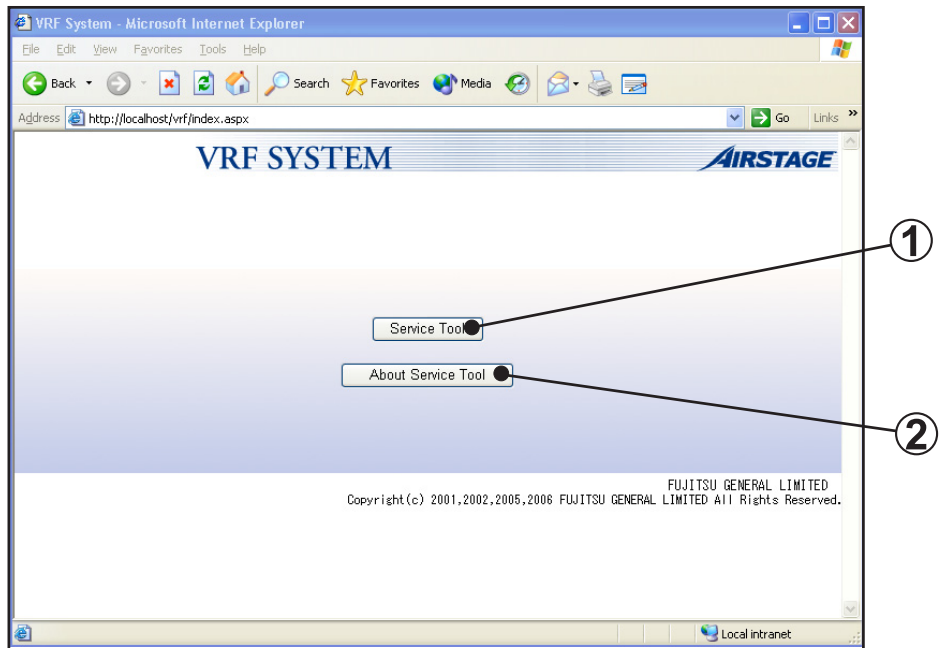 VRF System - Microsoft Internet Explorer
File Edit View Favorites Tools Help
Back Search Favorites Media
Address http://localhost/vrf/index.aspx Go Links »
VRF SYSTEM AIRSTAGE
1
Service Tool
About Service Tool
2
FUJITSU GENERAL LIMITED
Copyright(c) 2001,2002,2005,2006 FUJITSU GENERAL LIMITED All Rights Reserved.
Local intranet